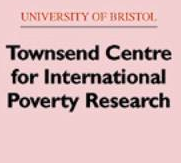 UNIVERSITY OF BRISTOL
Townsend Centre
for International
Poverty Research